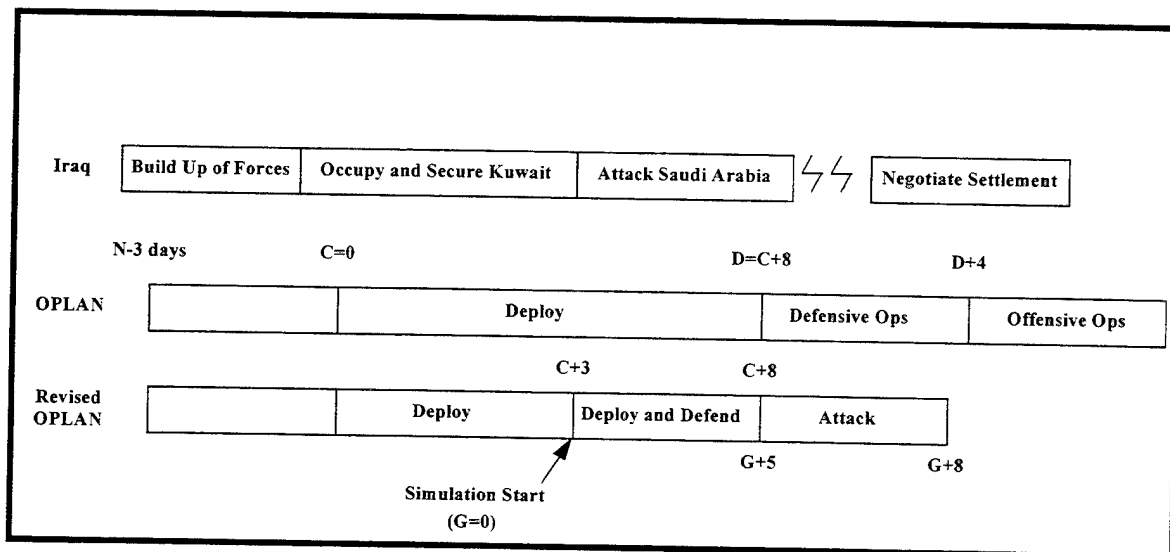 Iraq
Build Up of Forces
Occupy and Secure Kuwait
Attack Saudi Arabia
Negotiate Settlement
N-3 days
C=0
D=C+8
D+4
OPLAN
Deploy
Defensive Ops
Offensive Ops
C+3
C+8
Revised
OPLAN
Deploy
Deploy and Defend
Attack
G+5
G+8
Simulation Start
(G=0)